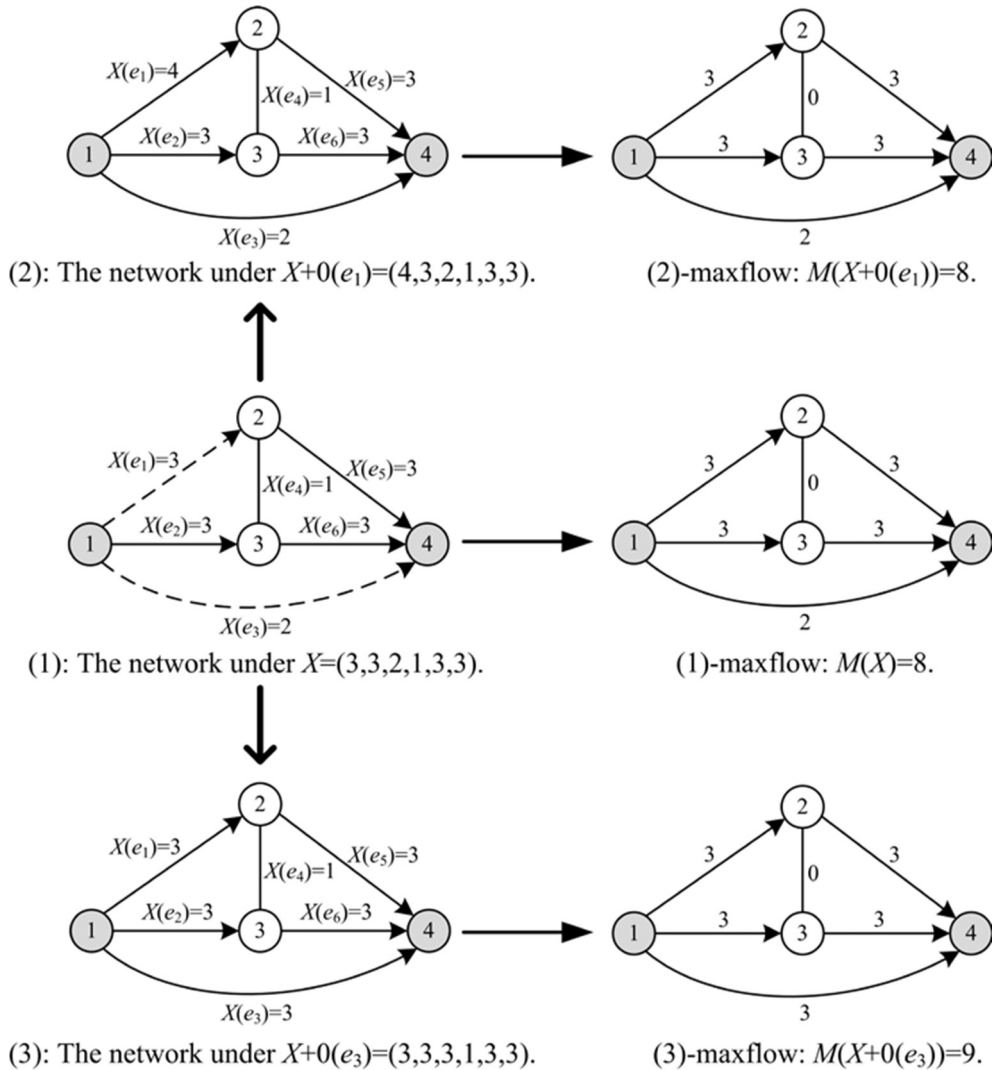 2
X(e1)=4
X(e5)=3
X(e4)=1
1
X(e2)=3
3
X(e6)=3
4
X(e3)=2
2
3
3
0
1
3
3
3
4
2
(2): The network under X+0(e1)=(4,3,2,1,3,3).
(2)-maxflow: M(X+0(e1))=8.
2
X(e1)=3
X(e5)=3
X(e4)=1
1
X(e2)=3
3
X(e6)=3
4
X(e3)=2
2
3
3
0
1
3
3
3
4
2
(1): The network under X=(3,3,2,1,3,3).
(1)-maxflow: M(X)=8.
2
X(e1)=3
X(e5)=3
X(e4)=1
1
X(e2)=3
3
X(e6)=3
4
X(e3)=3
2
3
3
0
1
3
3
3
4
3
(3): The network under X+0(e3)=(3,3,3,1,3,3).
(3)-maxflow: M(X+0(e3))=9.